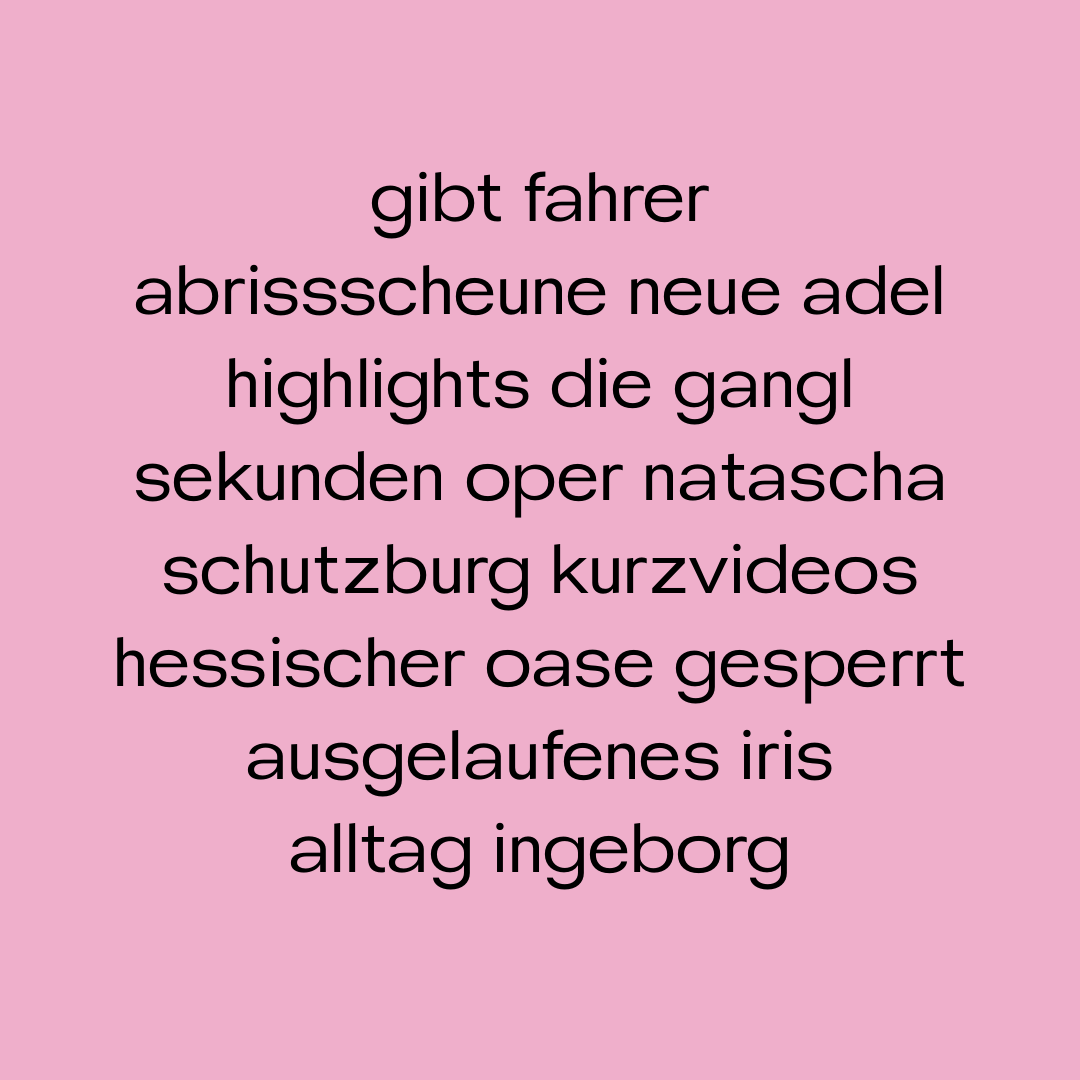 gibt fahrer
abrissscheune neue adel
highlights die gangl
sekunden oper natascha
schutzburg kurzvideos
hessischer oase gesperrt
ausgelaufenes iris
alltag ingeborg